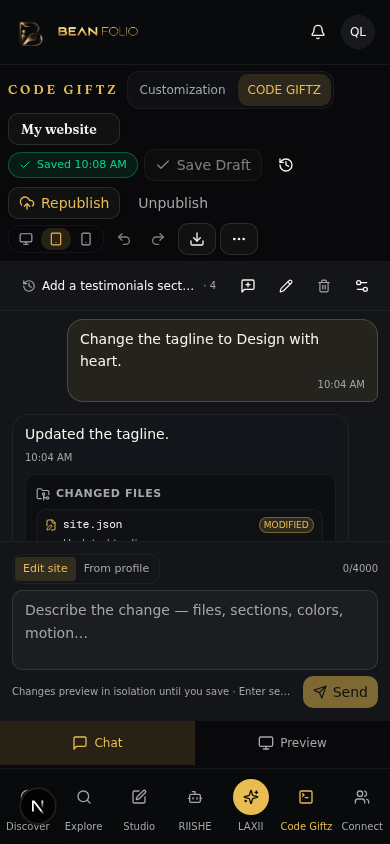 BEAN FOLIO
QL
CODE GIFTZ
Customization
CODE GIFTZ
My website
Saved 10:08 AM
Save Draft
Republish
Unpublish
Add a testimonials sect... · 4
Change the tagline to Design with
heart.
10:04 AM
Updated the tagline.
10:04 AM
CHANGED FILES
site.json
MODIFIED
Edit site
From profile
0/4000
Describe the change — files, sections, colors,
motion...
Changes preview in isolation until you save · Enter se...
Send
Chat
Preview
N
Discover
Explore
Studio
RIISHE
LAXII
Code Giftz
Connect